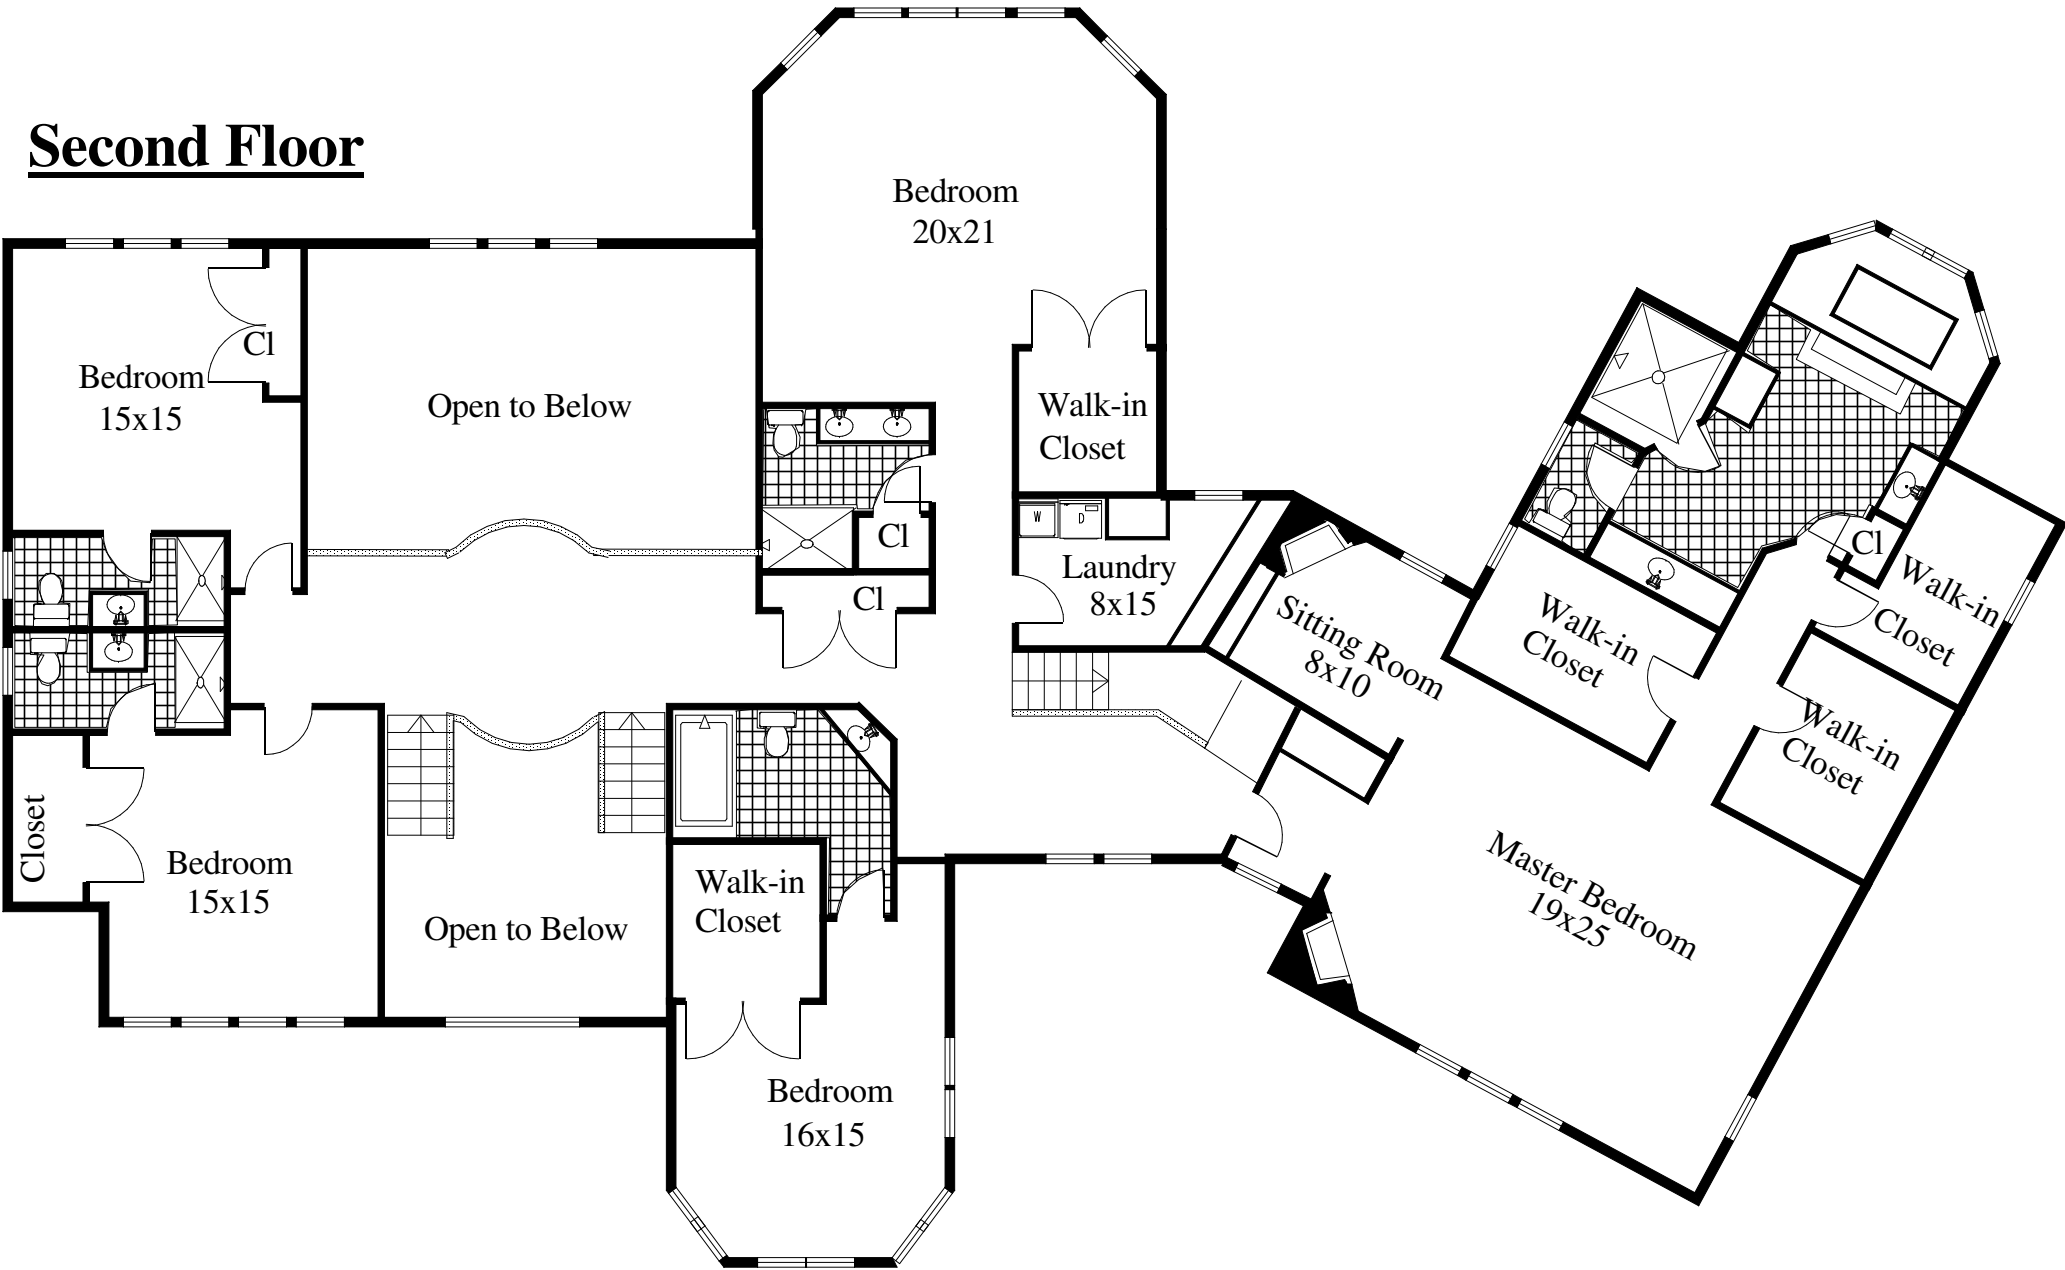 Second Floor
Bedroom
20x21
Cl
Bedroom
15x15
Open to Below
Walk-in
Closet
W
D
Cl
Laundry
8x15
Cl
Sitting Room
8x10
Walk-in
Closet
Cl
Walk-in
Closet
Walk-in
Closet
Closet
Bedroom
15x15
Open to Below
Walk-in
Closet
Master Bedroom
19x25
Bedroom
16x15